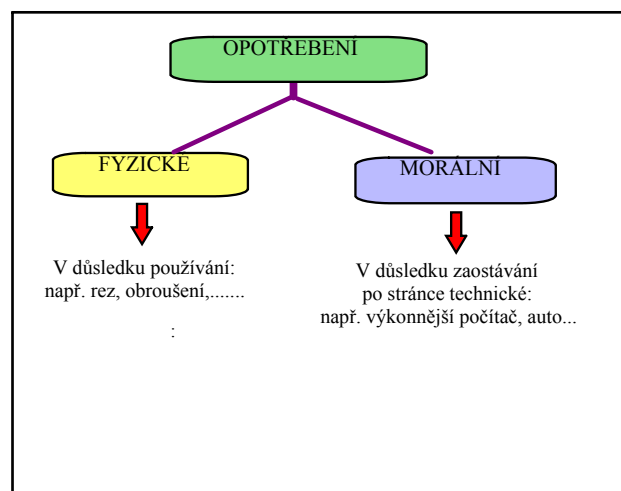 OPOTŘEBENÍ
FYZICKÉ
MORÁLNÍ
V důsledku používání:
např. rez, obroušení,.......
:
V důsledku zaostávání
po stránce technické:
např. výkonnější počítač, auto...